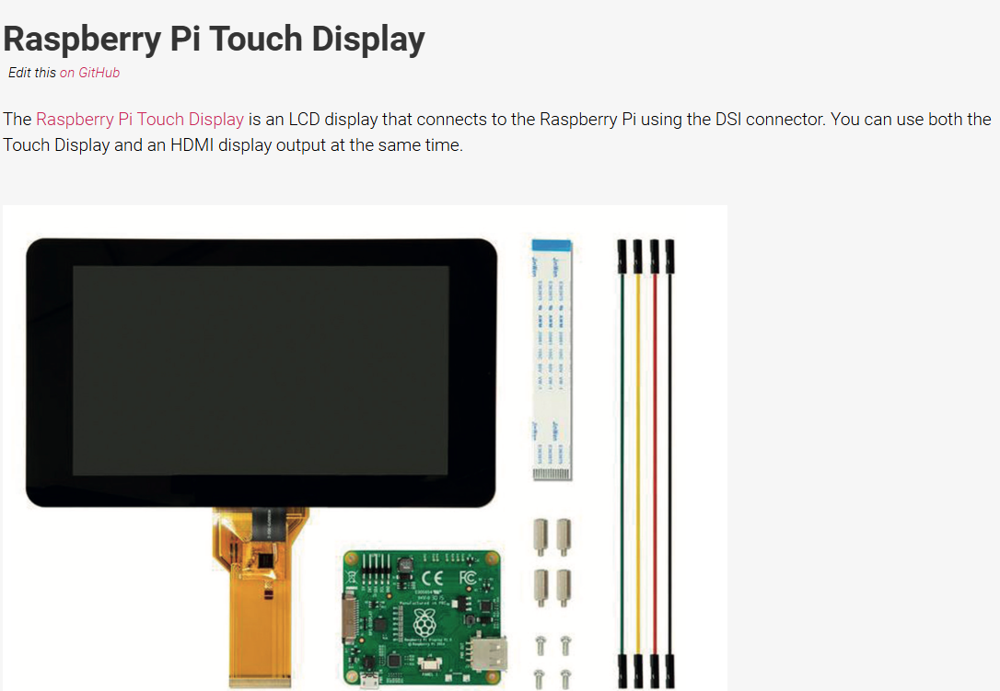 Raspberry Pi Touch Display
Edit this on GitHub
The Raspberry Pi Touch Display is an LCD display that connects to the Raspberry Pi using the DSI connector. You can use both the
Touch Display and an HDMI display output at the same time.
CE FC